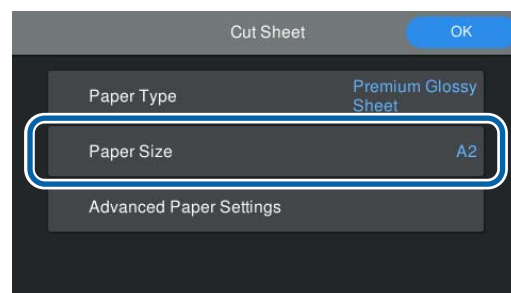 Cut Sheet
OK
Paper Type
Premium Glossy
Sheet
Paper Size
A2
Advanced Paper Settings